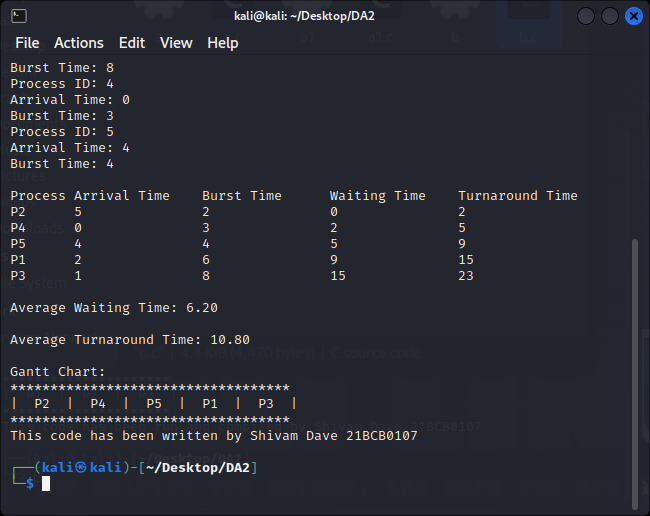 kali@kali: ~/Desktop/DA2
File Actions Edit View Help
Burst Time: 8
Process ID: 4
Arrival Time: 0
Burst Time: 3
Process ID: 5
Arrival Time: 4
Burst Time: 4
Process Arrival Time Burst Time Waiting Time Turnaround Time
P2 5 2 0 2
P4 0 3 2 5
P5 4 4 5 9
P1 2 6 9 15
P3 1 8 15 23
Average Waiting Time: 6.20
Average Turnaround Time: 10.80
Gantt Chart:
***********************************
| P2 | P4 | P5 | P1 | P3 |
***********************************
This code has been written by Shivam Dave 21BCB0107
┌──(kali㉿kali)-[~/Desktop/DA2]
└─$